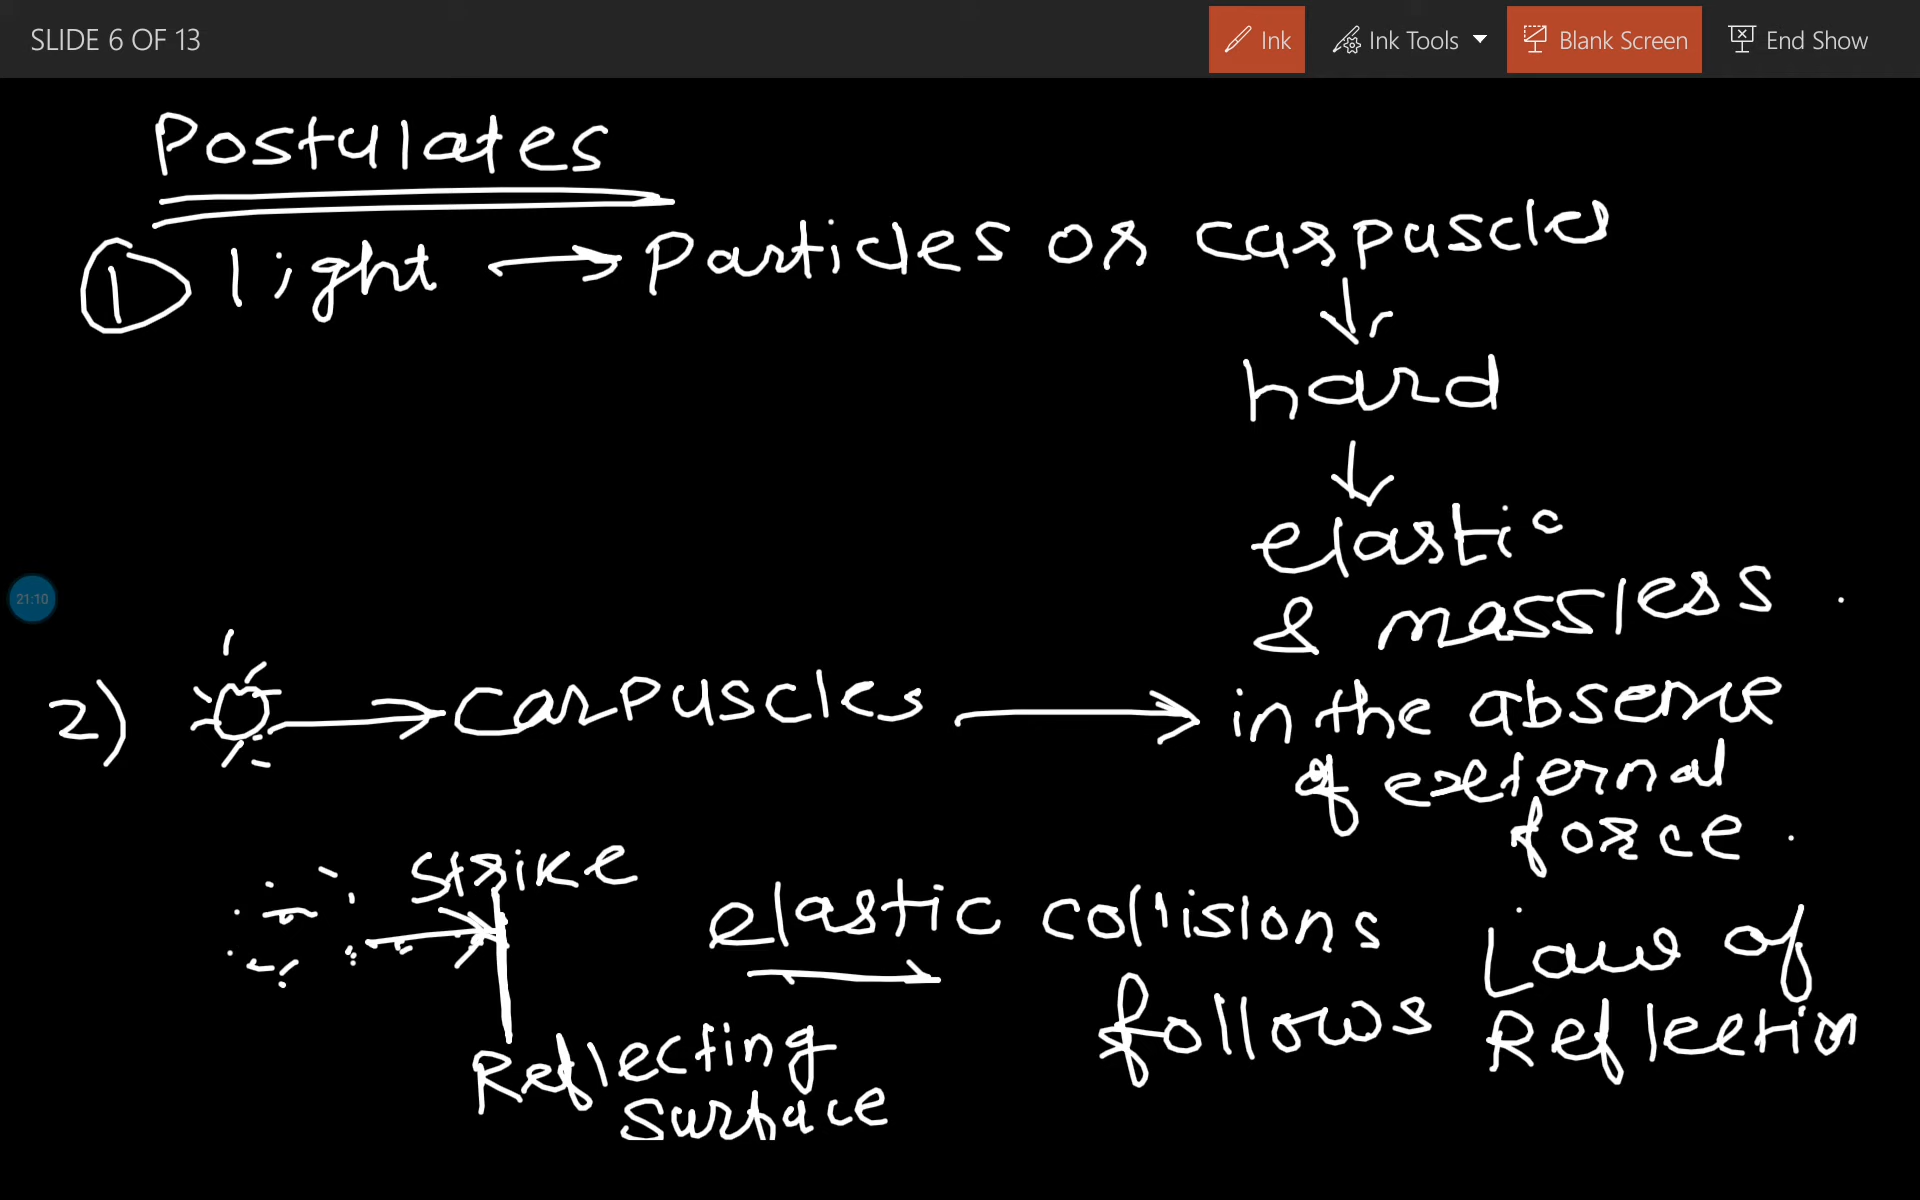 SLIDE 6 OF 13
Ink
Ink Tools
Blank Screen
End Show
Postulates
① light → Particles or carpuscles
hard
elastic
& massless
21:10
2) → carpuscles → in the absence
of external
force.
strike
elastic collisions
follows
Law of
Reflection
Reflecting
surface